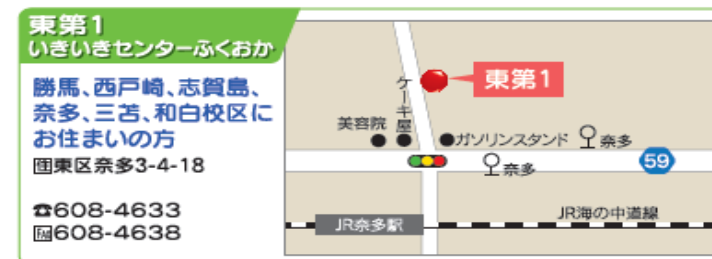 東第1
いきいきセンターふくおか
勝馬、西戸崎、志賀島、
奈多、三苫、和白校区に
お住まいの方
住東区奈多3-4-18
☎608-4633
FAX608-4638
東第1
ケーキ屋
美容院
ガソリンスタンド
奈多
奈多
59
JR海の中道線
JR奈多駅